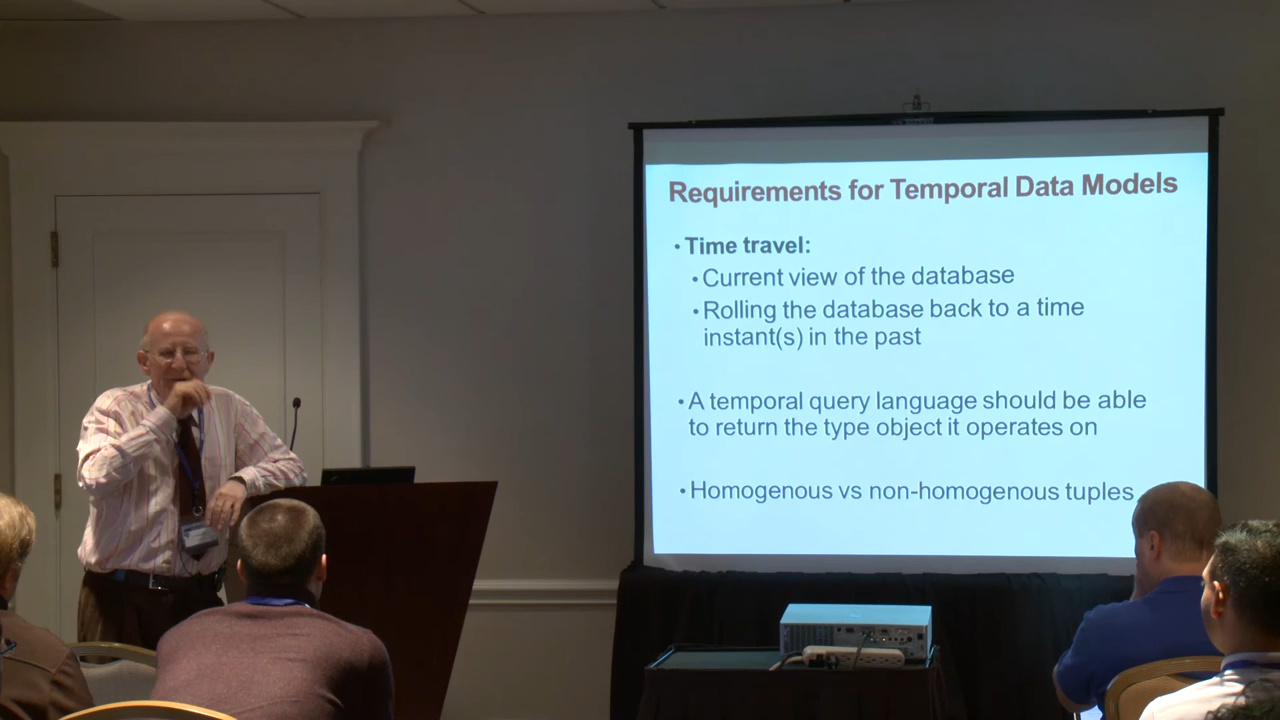 Requirements for Temporal Data Models
• Time travel:
• Current view of the database
• Rolling the database back to a time
instant(s) in the past
• A temporal query language should be able
to return the type object it operates on
• Homogenous vs non-homogenous tuples